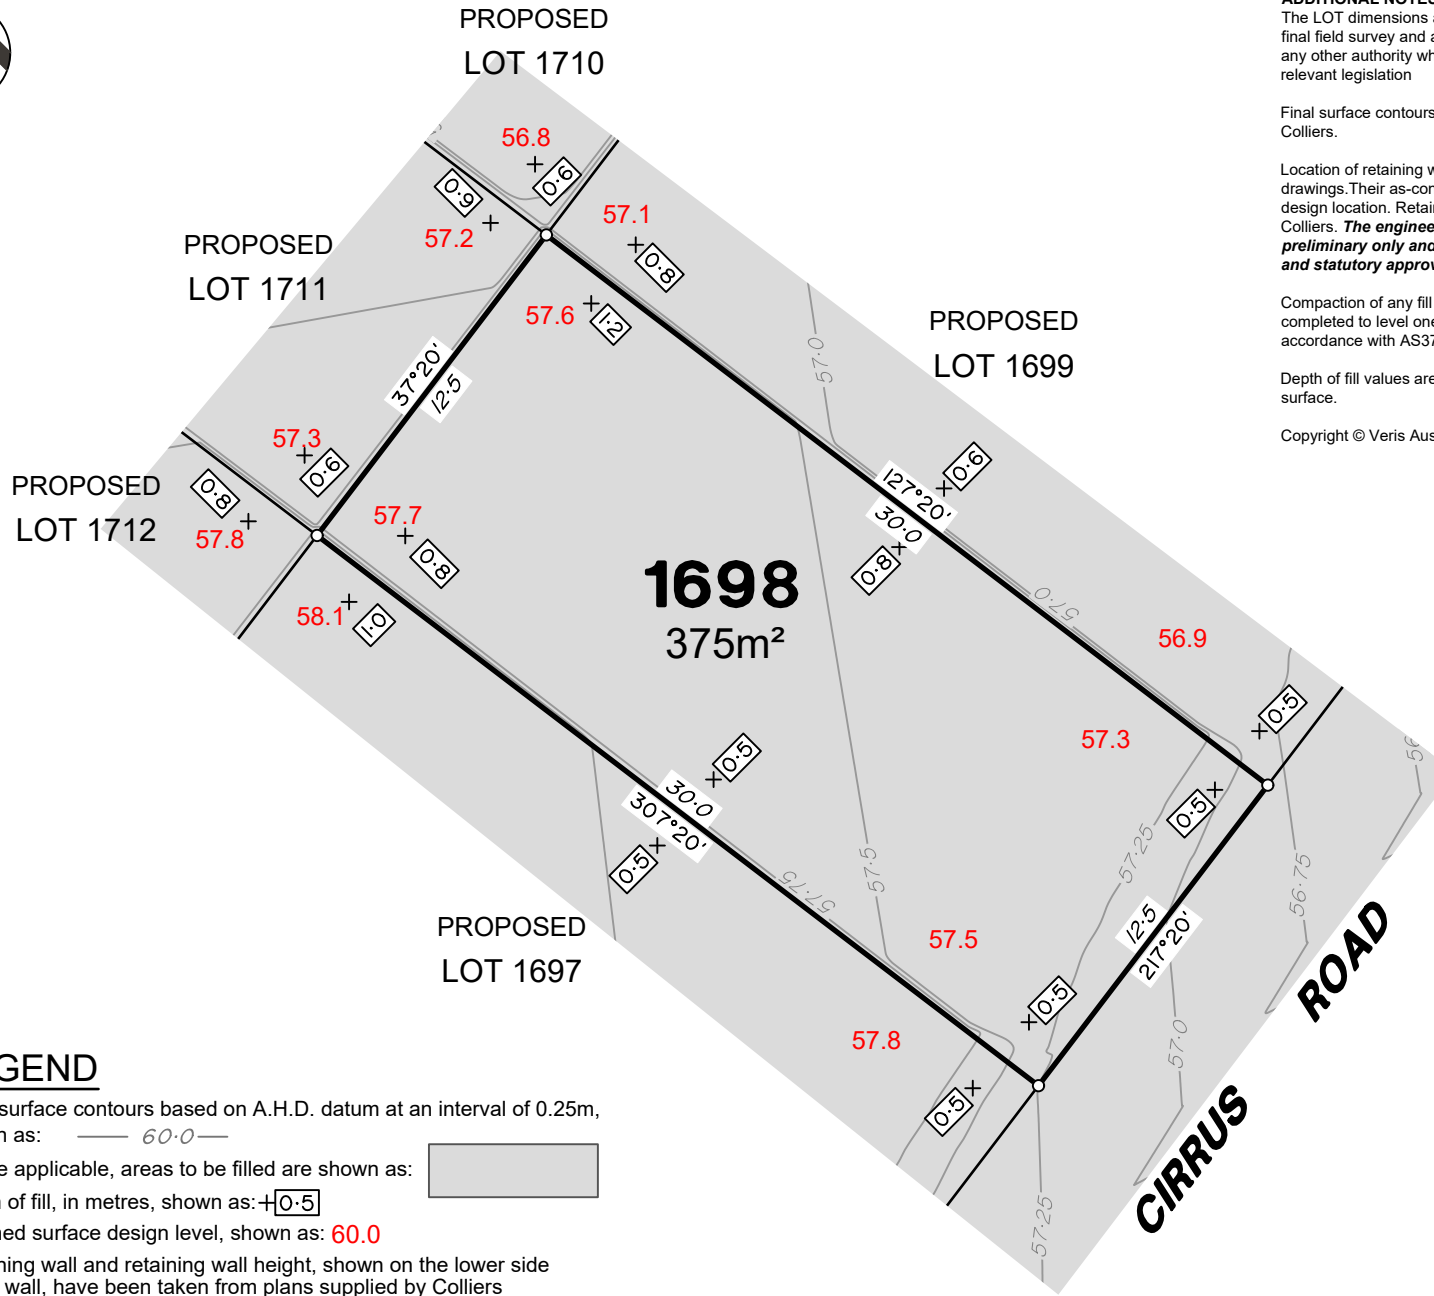 PROPOSED
LOT 1710
56.8
0·6
0·9
57.2
57.1
0·8
PROPOSED
LOT 1711
57.6
1·2
PROPOSED
LOT 1699
57·0
37°20'
12·5
57.3
0·6
PROPOSED
LOT 1712
0·8
57.8
57.7
0·8
58.1
1·0
127°20'
30·0
0·6
0·8
1698
375m²
57·0
56.9
0·5
57.3
0·5
0·5
30·0
307°20'
0·5
57·25
57·5
57·75
56·75
12·5
217°20'
57.5
PROPOSED
LOT 1697
0·5
57.8
57·0
0·5
57·25
CIRRUS ROAD
ADDITIONAL NOTES
The LOT dimensions
final field survey and
any other authority
relevant legislation
Final surface contours
Colliers.
Location of retaining
drawings.Their
design location.
Colliers. The
preliminary only and
and statutory
Compaction of any fill
completed to level one
accordance with
Depth of fill values are
surface.
Copyright © Veris
surface contours based on A.H.D. datum at an interval of 0.25m,
as: 60·0
applicable, areas to be filled are shown as:
of fill, in metres, shown as:+0·5
surface design level, shown as: 60.0
wall and retaining wall height, shown on the lower side
wall, have been taken from plans supplied by Colliers